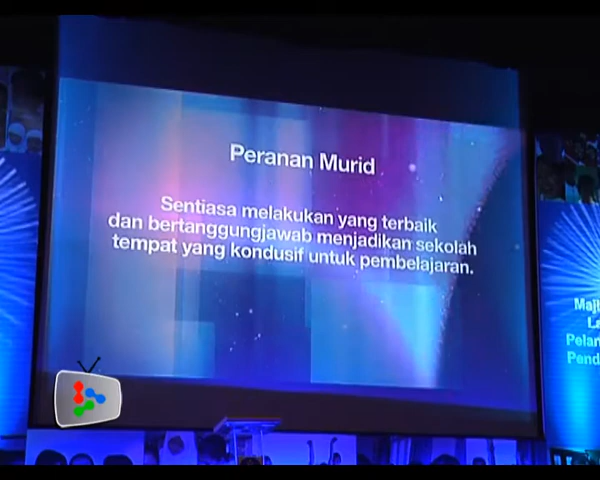 Peranan Murid
Sentiasa melakukan yang terbaik
dan bertanggungjawab menjadikan sekolah
tempat yang kondusif untuk pembelajaran.